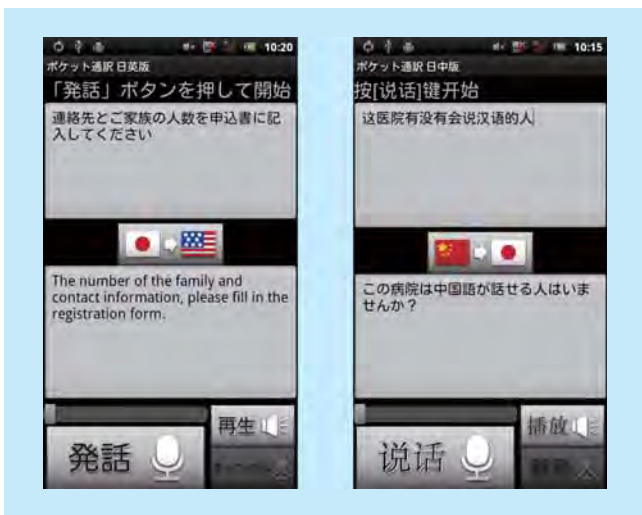 10:20
ポケット通訳 日英版
「発話」ボタンを押して開始
連絡先とご家族の人数を申込書に記
入してください
The number of the family and
contact information, please fill in the
registration form.
再生
発話
10:15
ポケット通訳 日中版
按[说话]键开始
这医院有没有会说汉语的人
この病院は中国語が話せる人はいま
せんか？
播放
说话